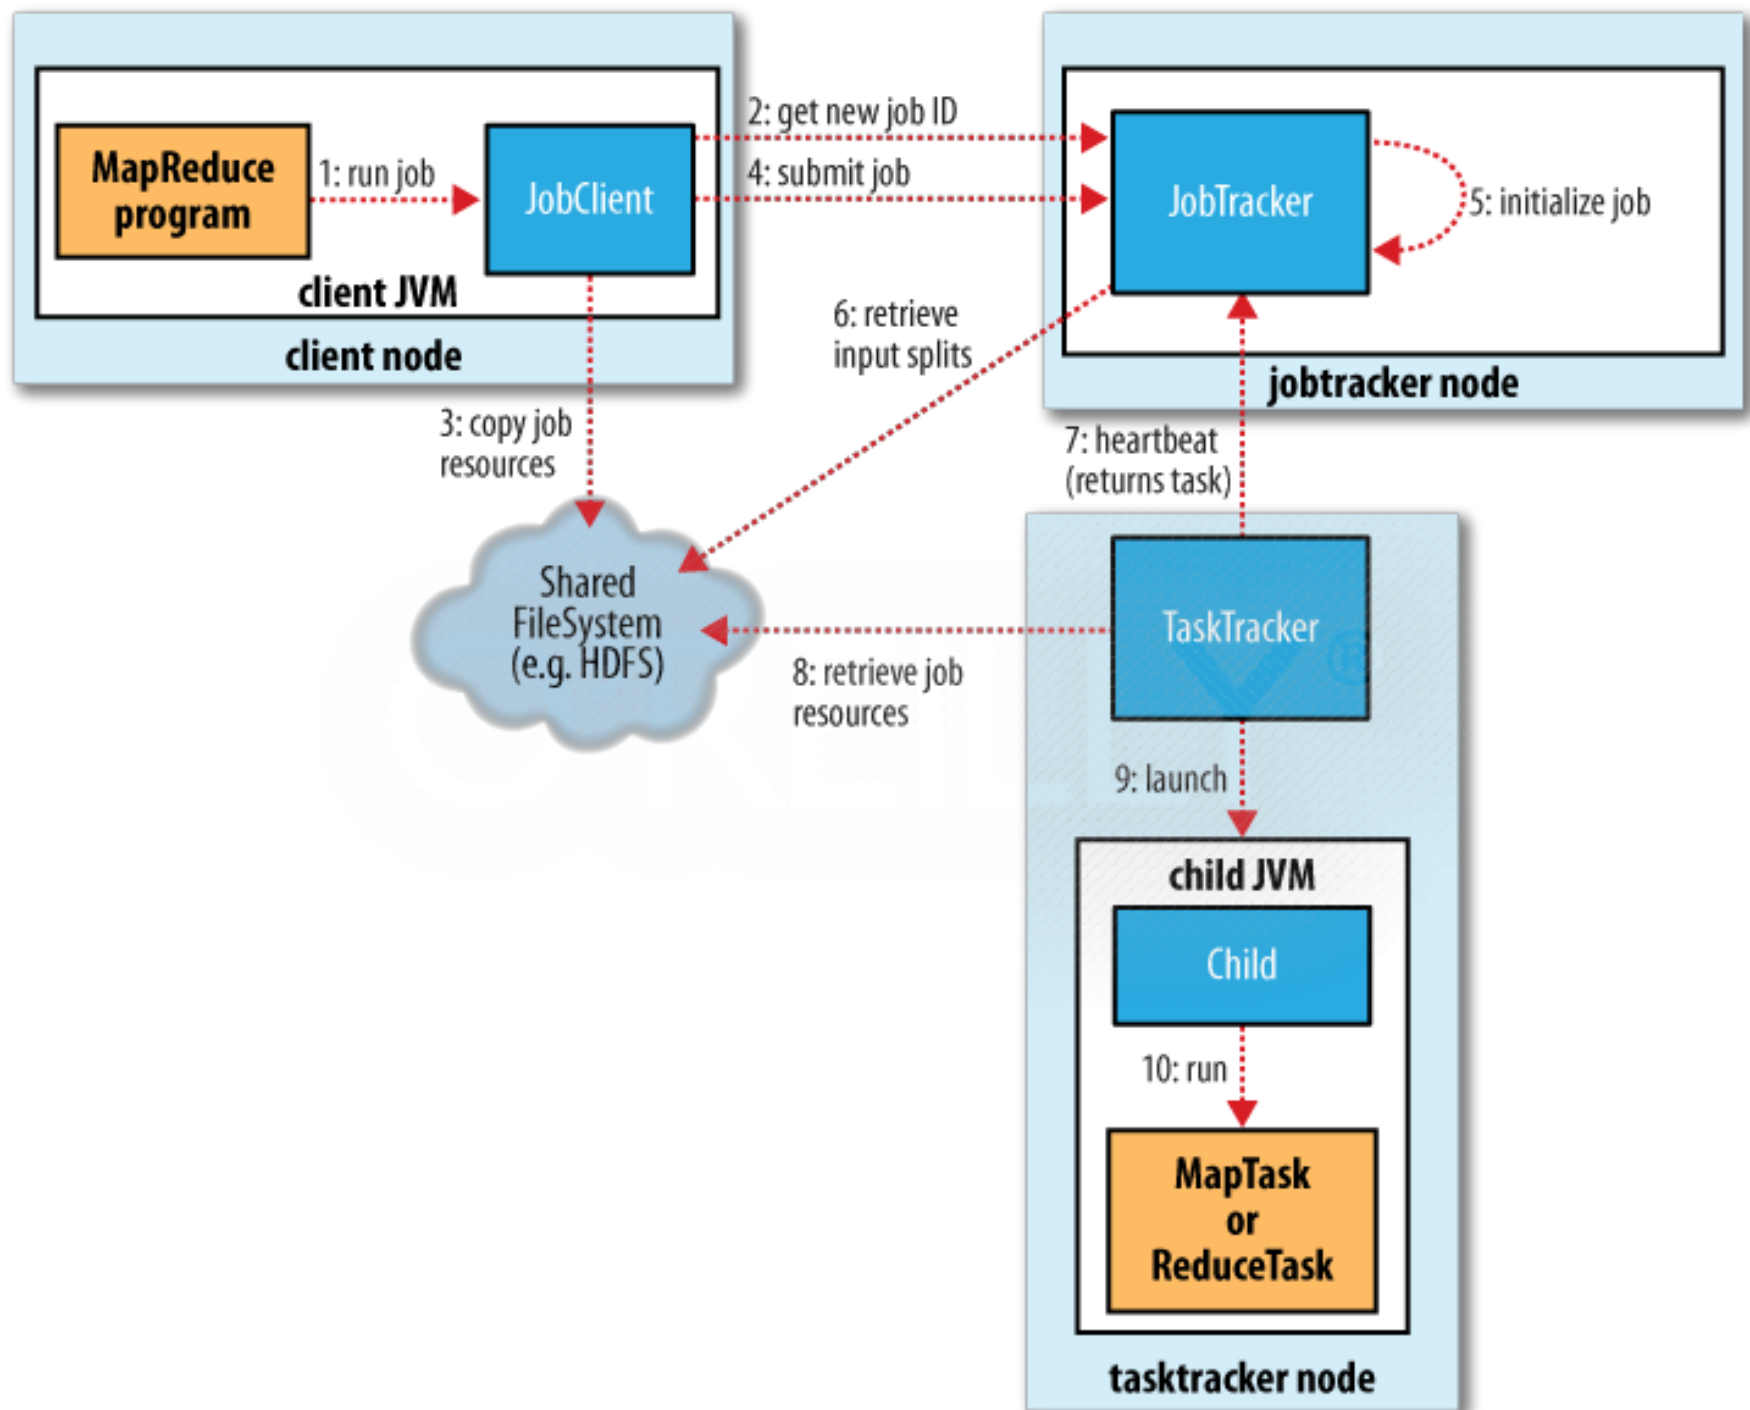 MapReduce
program
1: run job
JobClient
client JVM
client node
2: get new job ID
4: submit job
JobTracker
5: initialize job
jobtracker node
3: copy job
resources
6: retrieve
input splits
7: heartbeat
(returns task)
Shared
FileSystem
(e.g. HDFS)
8: retrieve job
resources
TaskTracker
®
9: launch
child JVM
Child
10: run
MapTask
or
ReduceTask
tasktracker node